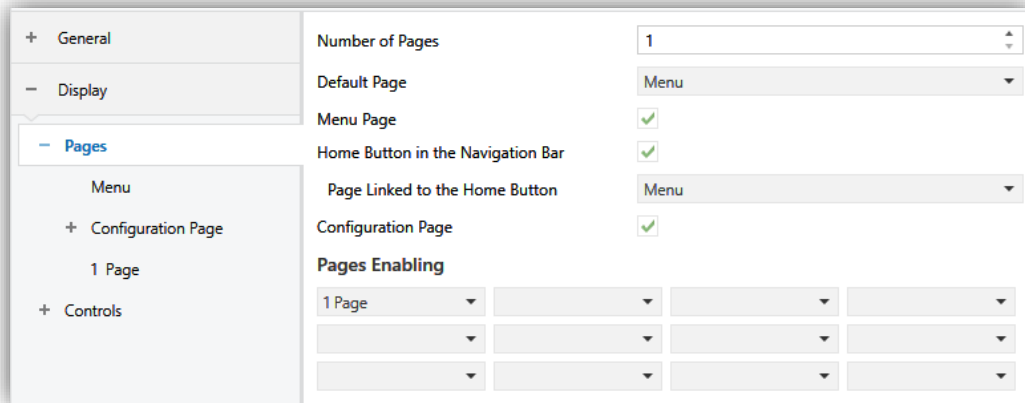 General
Display
Pages
Menu
Configuration Page
1 Page
Controls
Number of Pages 1
Default Page Menu
Menu Page
Home Button in the Navigation Bar
Page Linked to the Home Button Menu
Configuration Page
Pages Enabling
1 Page